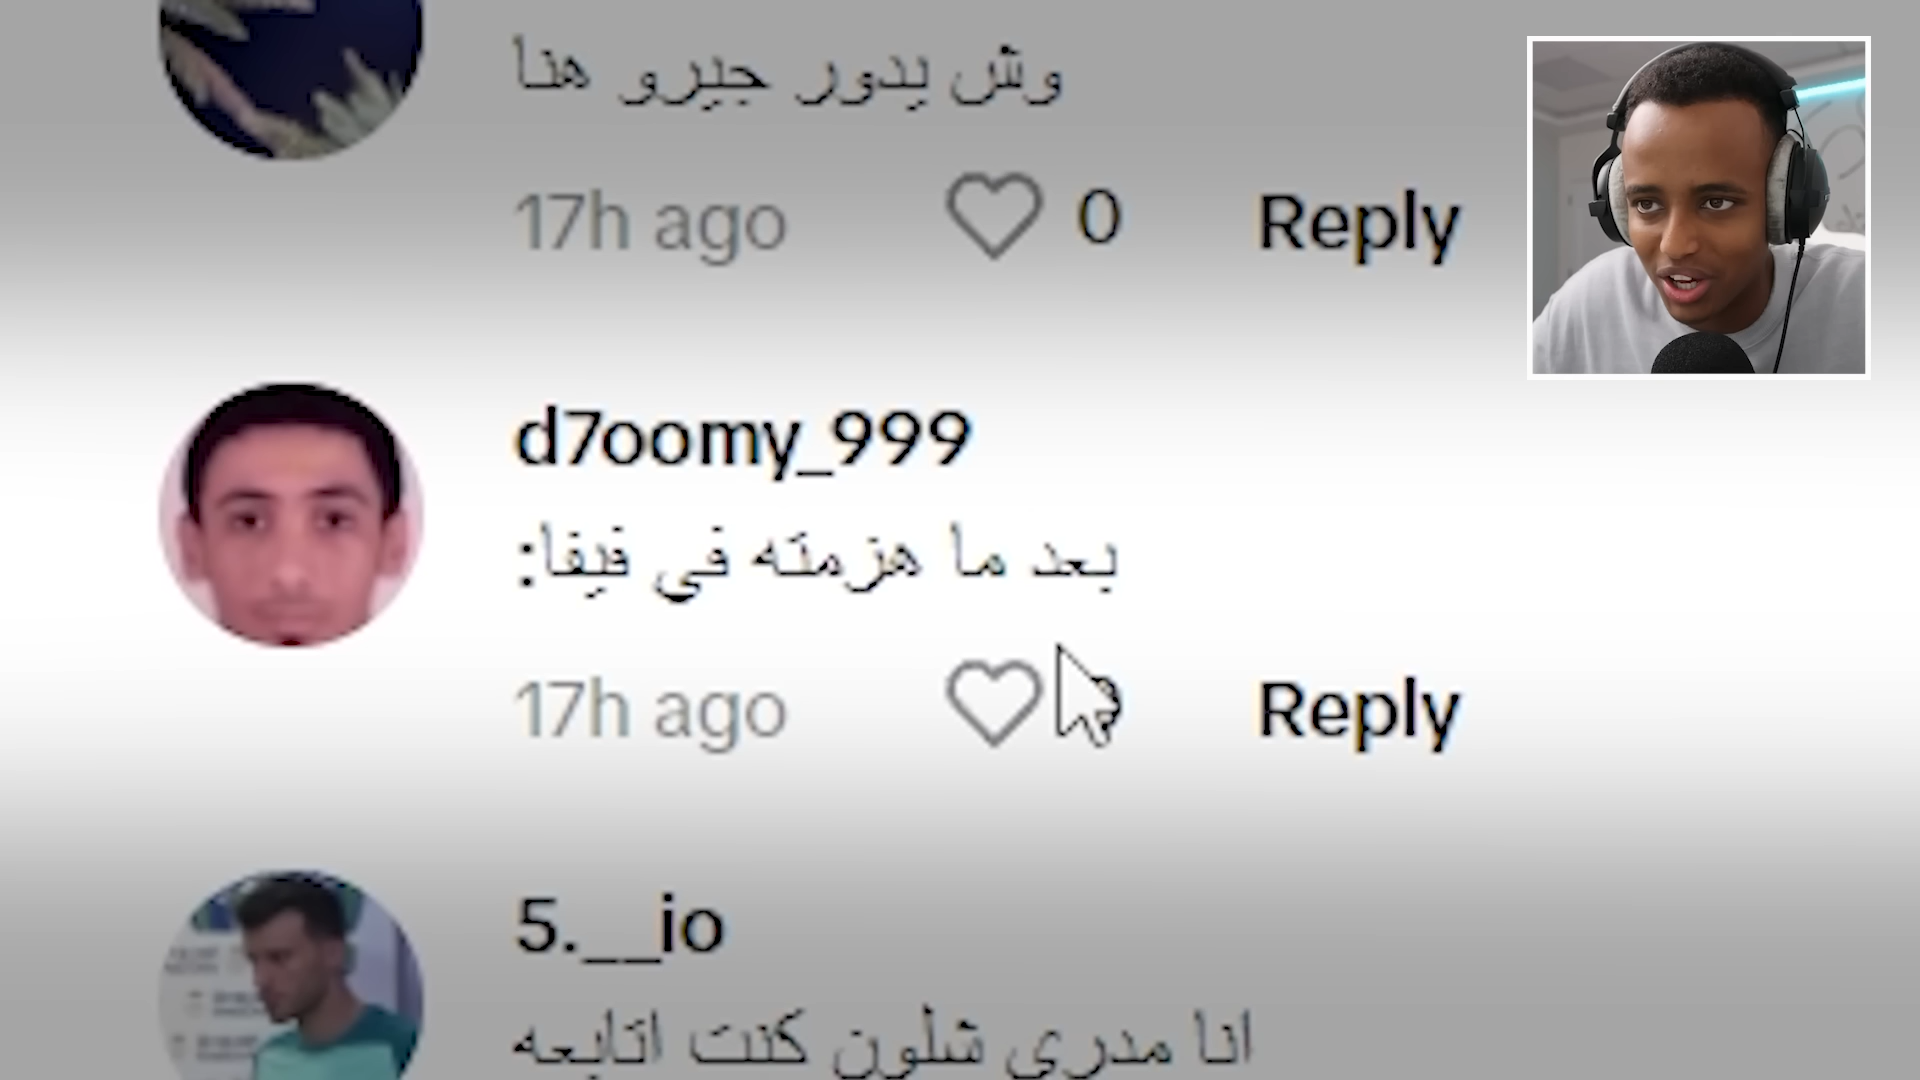 وش يدور جيرو هنا
17h ago 0 Reply
d7oomy_999
بعد ما هزمته في فيفا:
17h ago Reply
5.__io
انا مدري شلون كنت اتابعه